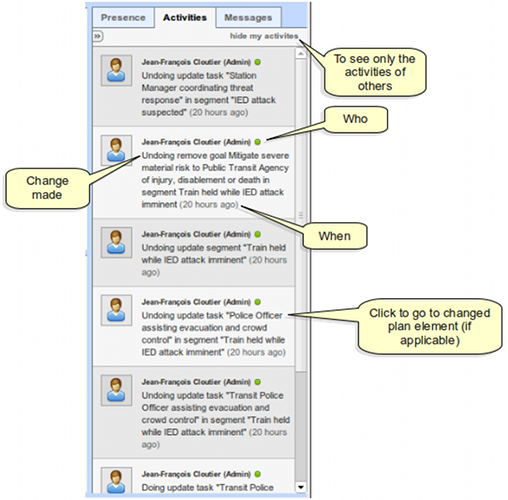 Presence Activities Messages
hide my activites
To see only the
activities of
others
Jean-François Cloutier (Admin)
Undoing update task "Station
Manager coordinating threat
response" in segment "IED attack
suspected" (20 hours ago)
Who
Jean-François Cloutier (Admin)
Undoing remove goal Mitigate severe
material risk to Public Transit Agency
of injury, disablement or death in
segment Train held while IED attack
imminent (20 hours ago)
Change
made
When
Jean-François Cloutier (Admin)
Undoing update segment "Train held
while IED attack imminent" (20 hours
ago)
Jean-François Cloutier (Admin)
Undoing update task "Police Officer
assisting evacuation and crowd
control" in segment "Train held while
IED attack imminent" (20 hours ago)
Click to go to changed
plan element (if
applicable)
Jean-François Cloutier (Admin)
Undoing update task "Transit Police
Officer assisting evacuation and
crowd control" in segment "Train held
while IED attack imminent" (20 hours
ago)
Jean-François Cloutier (Admin)
Doing update task "Transit Police